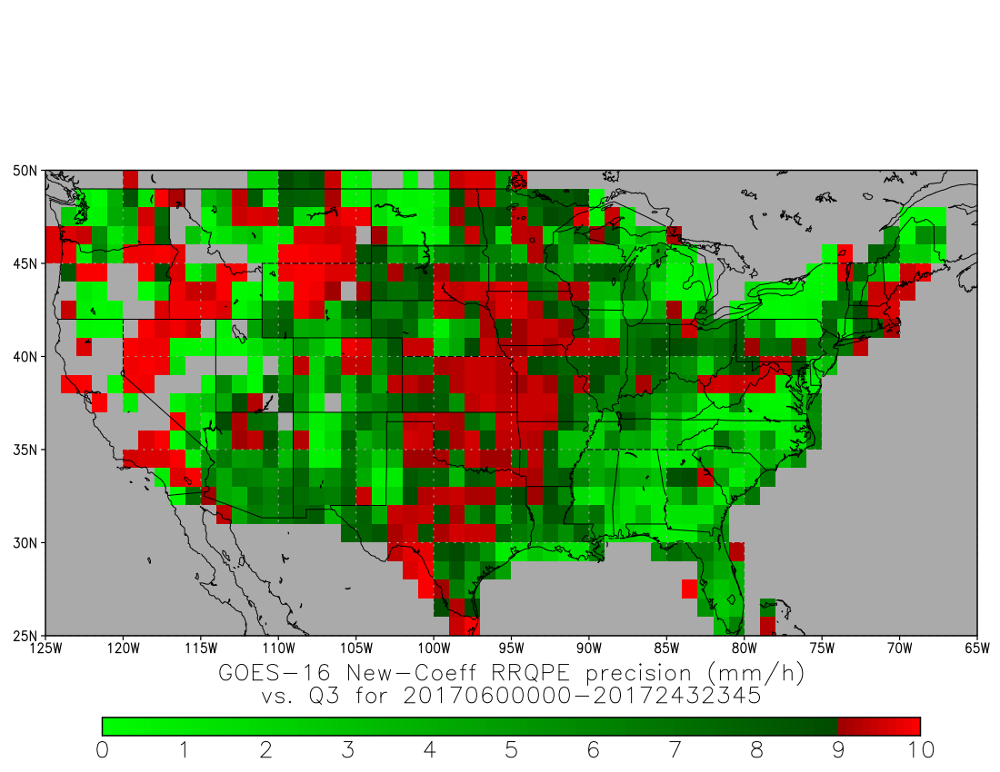 50N
45N
40N
35N
30N
25N
125W 120W 115W 110W 105W 100W 95W 90W 85W 80W 75W 70W 65W
GOES-16 New-Coeff RRQPE precision (mm/h)
vs. Q3 for 20170600000-20172432345
0 1 2 3 4 5 6 7 8 9 10